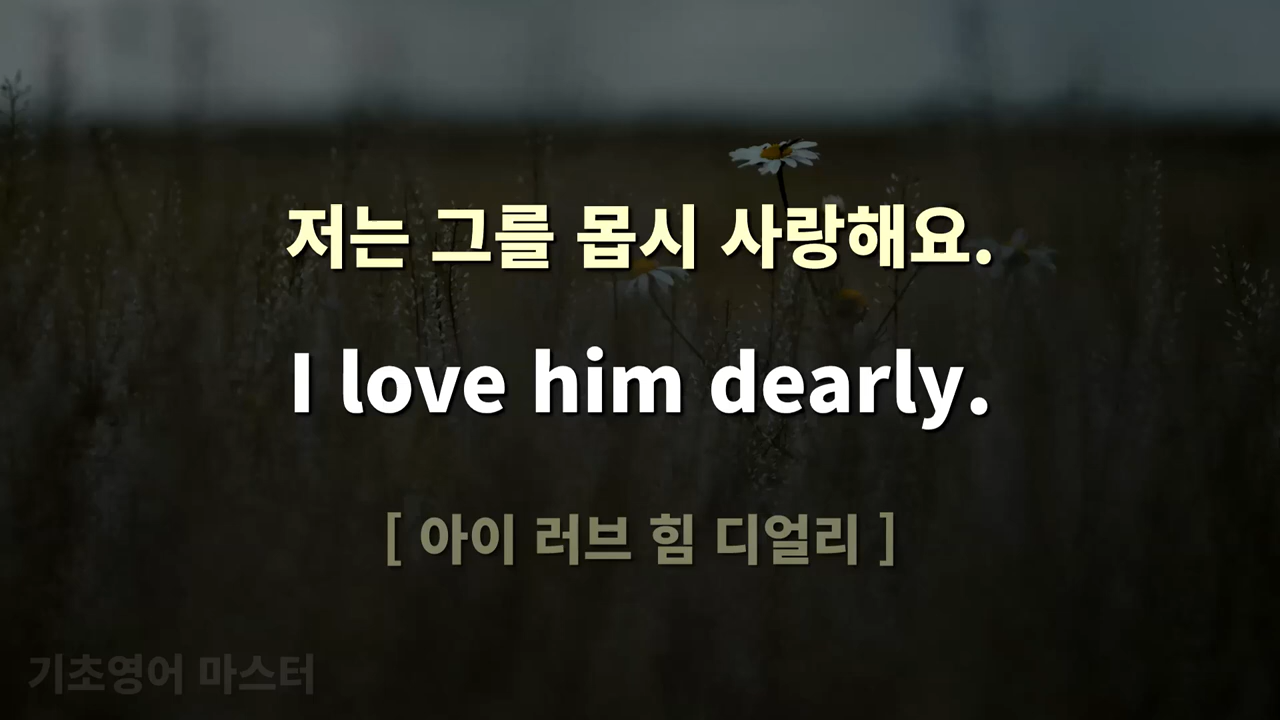 저는 그를 몹시 사랑해요.
I love him dearly.
[ 아이 러브 힘 디얼리 ]
기초영어 마스터